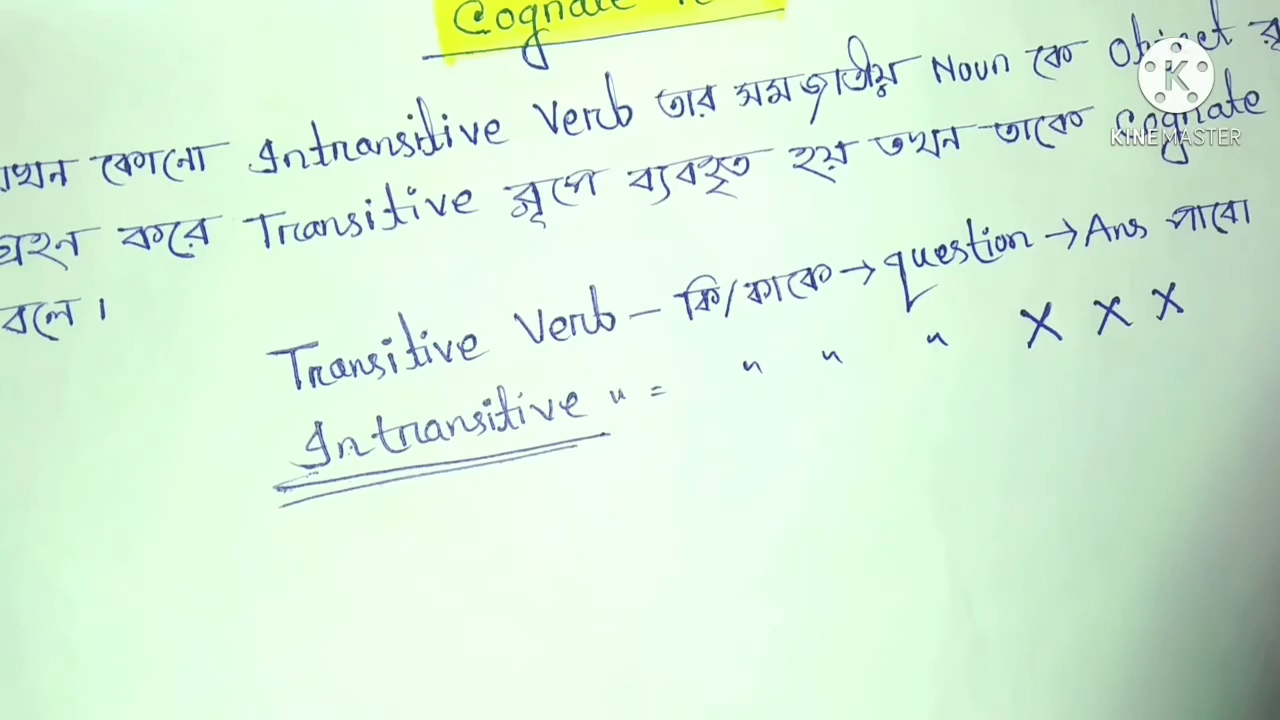 Cognate
যখন কোনো Intransitive Verb তার সমজাতীয় Noun কে Object
গ্রহন করে Transitive রূপে ব্যবহৃত হয় তখন তাকে Cognate
বলে।
Transitive Verb – কি/কাকে → question → Ans পাবো
Intransitive " = " " " X X X
KINEMASTER